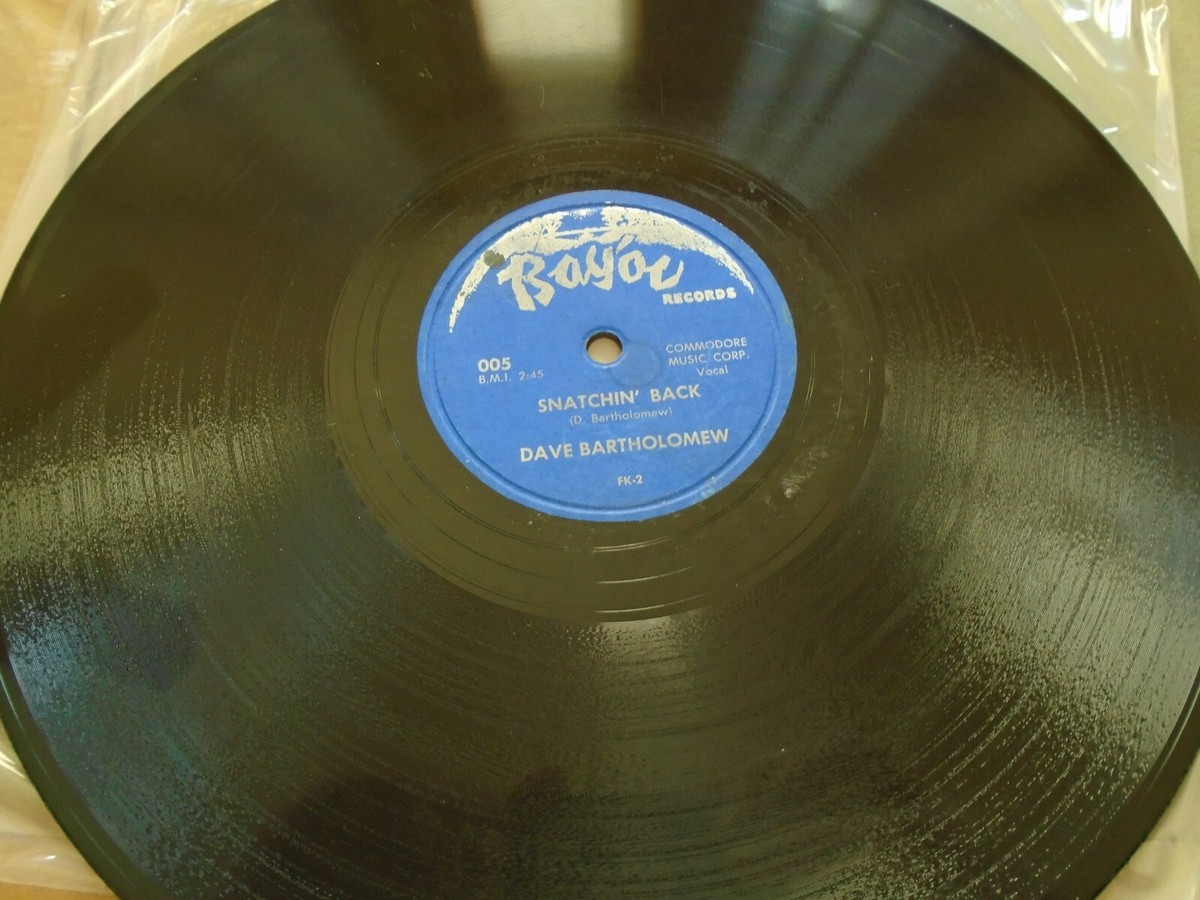 Bayou
RECORDS
005
B.M.I. 2:45
COMMODORE
MUSIC CORP.
Vocal
SNATCHIN' BACK
(D. Bartholomew)
DAVE BARTHOLOMEW
FK-2